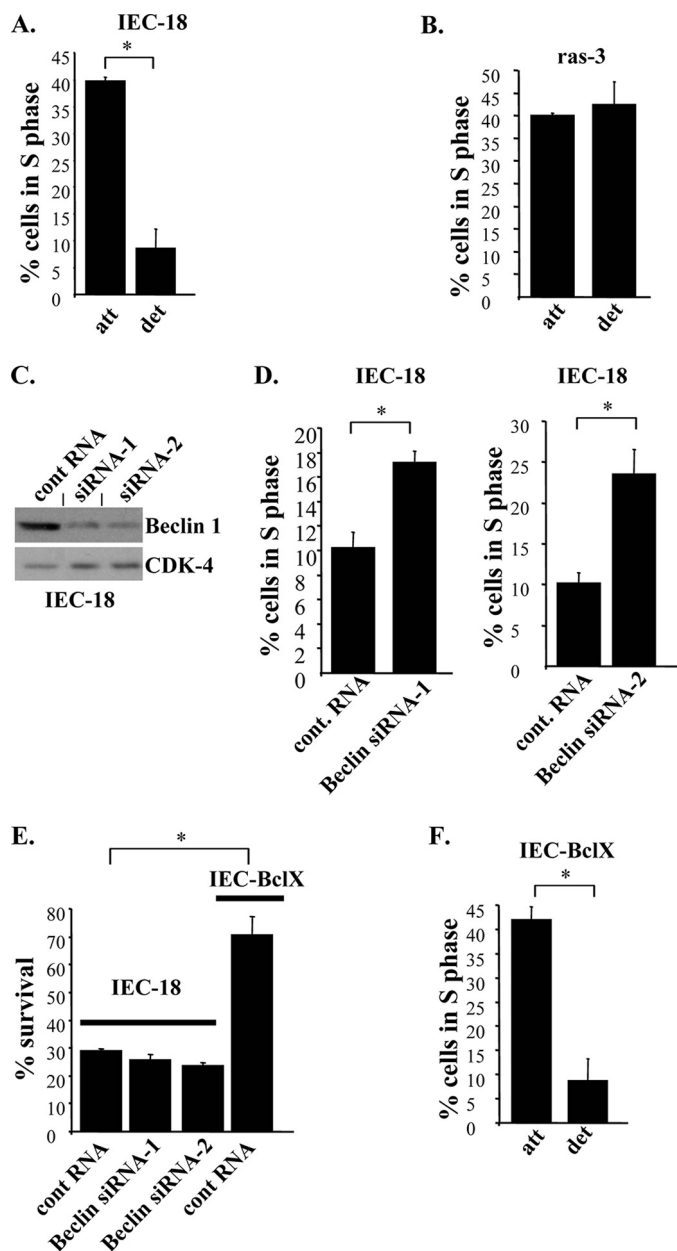 A.
IEC-18
*
% cells in S phase
40
35
30
25
20
15
10
5
0
att
det
B.
ras-3
% cells in S phase
50
45
40
35
30
25
20
15
10
5
0
att
det
C.
cont RNA
siRNA-1
siRNA-2
Beclin 1
CDK-4
IEC-18
D.
IEC-18
*
% cells in S phase
20
18
16
14
12
10
8
6
4
2
0
cont. RNA
Beclin siRNA-1
IEC-18
*
% cells in S phase
30
25
20
15
10
5
0
cont. RNA
Beclin siRNA-2
E.
*
IEC-BclX
IEC-18
% survival
80
70
60
50
40
30
20
10
0
cont RNA
Beclin siRNA-1
Beclin siRNA-2
cont RNA
F.
IEC-BclX
*
% cells in S phase
45
40
35
30
25
20
15
10
5
0
att
det